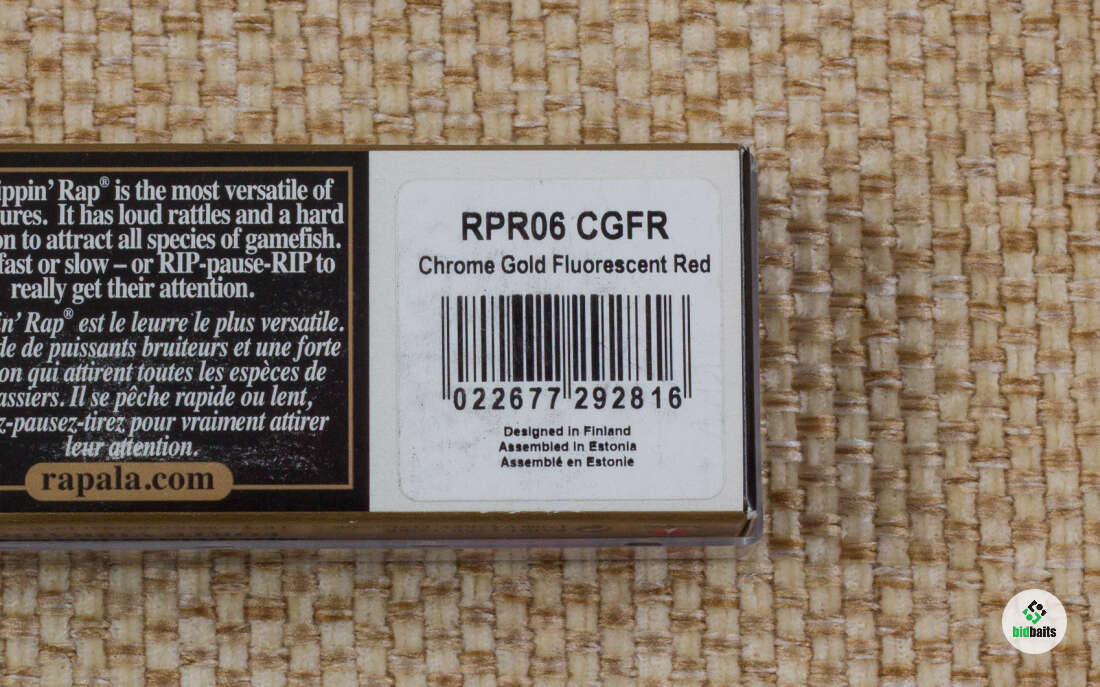 ippin' Rap® is the most versatile of
ures. It has loud rattles and a hard
on to attract all species of gamefish.
fast or slow – or RIP-pause-RIP to
really get their attention.
in' Rap® est le leurre le plus versatile.
de de puissants bruiteurs et une forte
on qui attirent toutes les espèces de
assiers. Il se pêche rapide ou lent,
z-pausez-tirez pour vraiment attirer
leur attention.
rapala.com
RPR06 CGFR
Chrome Gold Fluorescent Red
022677 292816
Designed in Finland
Assembled in Estonia
Assemblé en Estonie
bidbaits